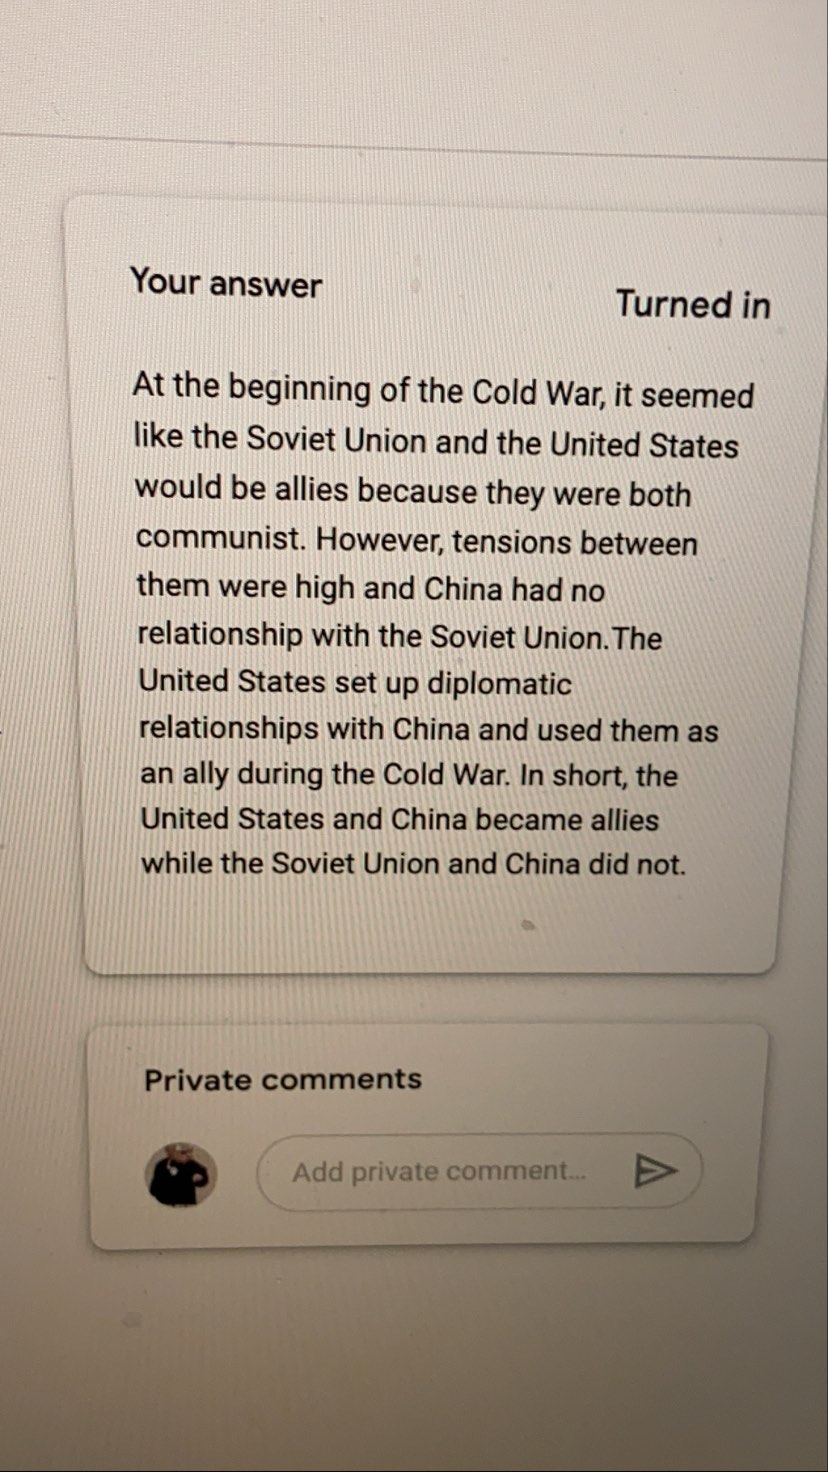 Your answer
Turned in
At the beginning of the Cold War, it seemed
like the Soviet Union and the United States
would be allies because they were both
communist. However, tensions between
them were high and China had no
relationship with the Soviet Union.The
United States set up diplomatic
relationships with China and used them as
an ally during the Cold War. In short, the
United States and China became allies
while the Soviet Union and China did not.
Private comments
Add private comment...